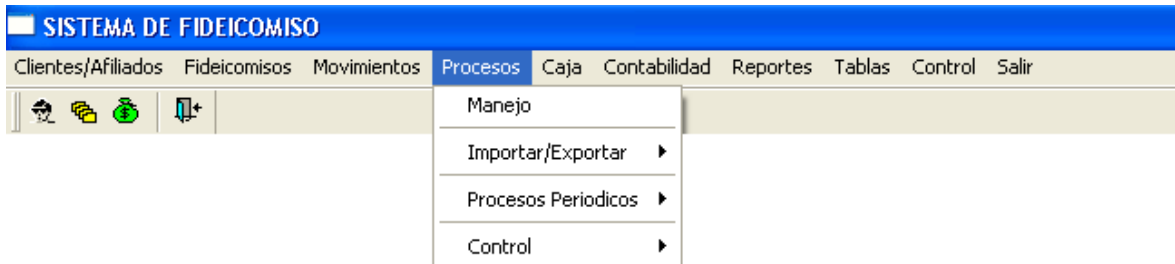 SISTEMA DE FIDEICOMISO
Clientes/Afiliados Fideicomisos Movimientos Procesos Caja Contabilidad Reportes Tablas Control Salir
Manejo
Importar/Exportar
Procesos Periodicos
Control